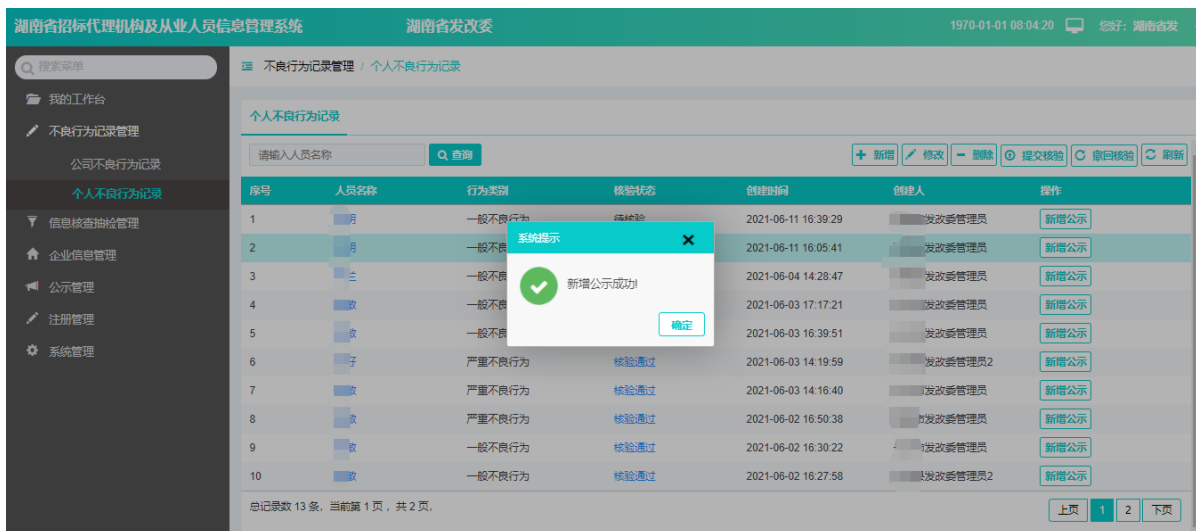 湖南省招标代理机构及从业人员信息管理系统 湖南省发改委 1970-01-01 08:04:20 您好: 湖南省发
搜索菜单 不良行为记录管理 / 个人不良行为记录
我的工作台
不良行为记录管理
公司不良行为记录
个人不良行为记录
信息核查抽检管理
企业信息管理
公示管理
注册管理
系统管理
个人不良行为记录
请输入人员名称 查询 新增 修改 删除 提交核验 撤回核验 刷新
序号 人员名称 行为类别 核验状态 创建时间 创建人 操作
1 月 一般不良行为 待核验 2021-06-11 16:39:29 发改委管理员 新增公示
2 月 一般不良 2021-06-11 16:05:41 发改委管理员 新增公示
3 兰 一般不良 2021-06-04 14:28:47 发改委管理员 新增公示
4 一般不良 2021-06-03 17:17:21 发改委管理员 新增公示
5 一般不良 2021-06-03 16:39:51 发改委管理员 新增公示
6 子 严重不良行为 核验通过 2021-06-03 14:19:59 发改委管理员2 新增公示
7 严重不良行为 核验通过 2021-06-03 14:16:40 发改委管理员 新增公示
8 严重不良行为 核验通过 2021-06-02 16:50:38 发改委管理员 新增公示
9 一般不良行为 核验通过 2021-06-02 16:30:22 发改委管理员 新增公示
10 一般不良行为 核验通过 2021-06-02 16:27:58 发改委管理员2 新增公示
系统提示
新增公示成功!
确定
总记录数 13 条, 当前第 1 页, 共 2 页, 上页 1 2 下页